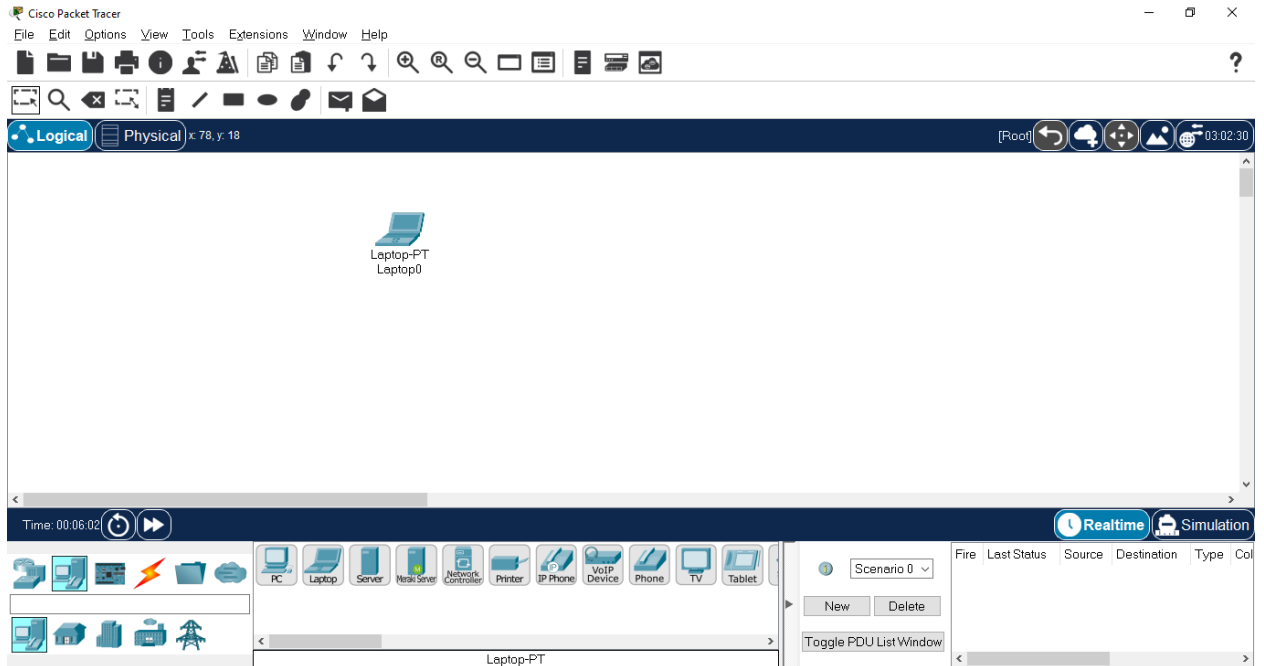 Cisco Packet Tracer
File Edit Options View Tools Extensions Window Help
?
Logical Physical x: 78, y: 18 [Root] 03:02:30
Laptop-PT
Laptop0
Time: 00:06:02 Realtime Simulation
PC Laptop Server Meraki Server Network Controller Printer IP Phone VoIP Device Phone TV Tablet
Scenario 0
New Delete
Toggle PDU List Window
Fire Last Status Source Destination Type Col
Laptop-PT